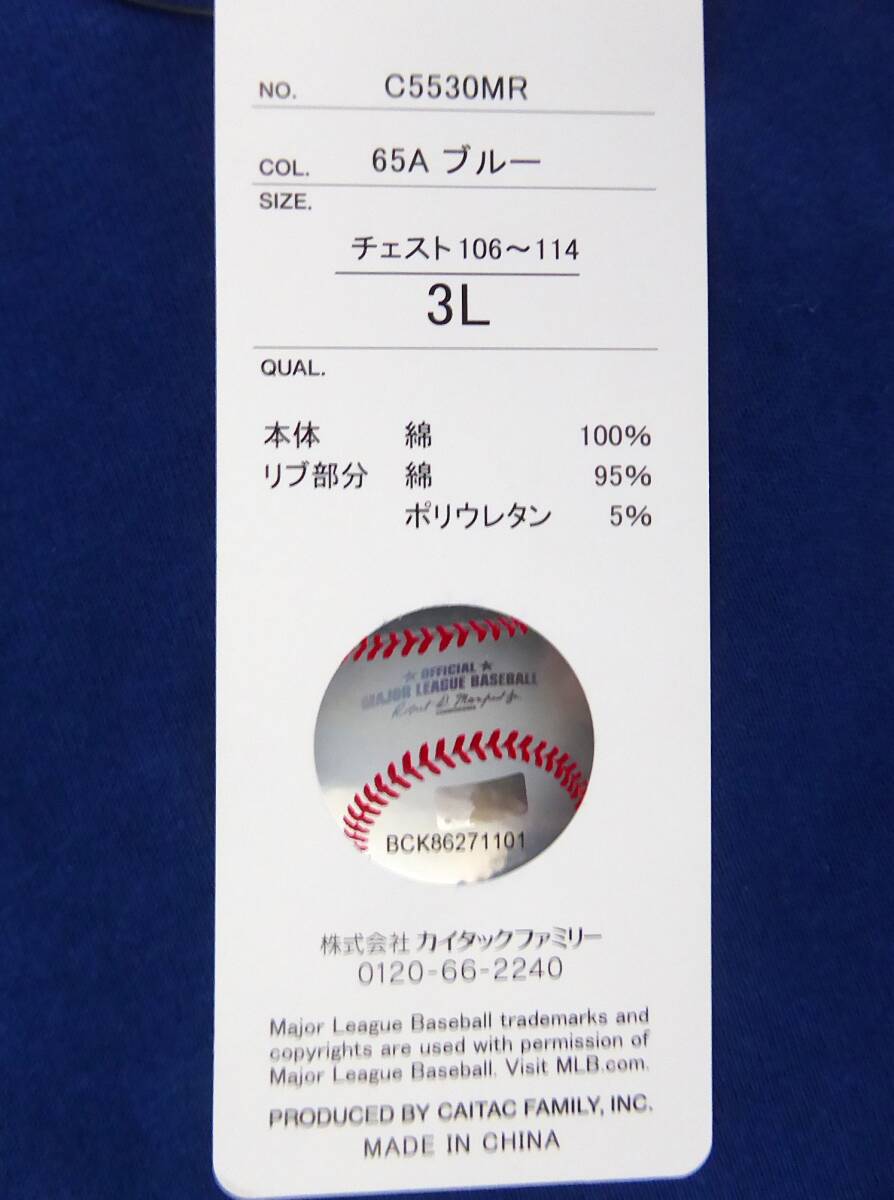 NO. C5530MR
COL. 65A ブルー
SIZE.
チェスト106～114
3L
QUAL.
本体 綿 100%
リブ部分 綿 95%
ポリウレタン 5%
OFFICIAL
MAJOR LEAGUE BASEBALL
BCK86271101
株式会社 カイタックファミリー
0120-66-2240
Major League Baseball trademarks and
copyrights are used with permission of
Major League Baseball. Visit MLB.com.
PRODUCED BY CAITAC FAMILY, INC.
MADE IN CHINA